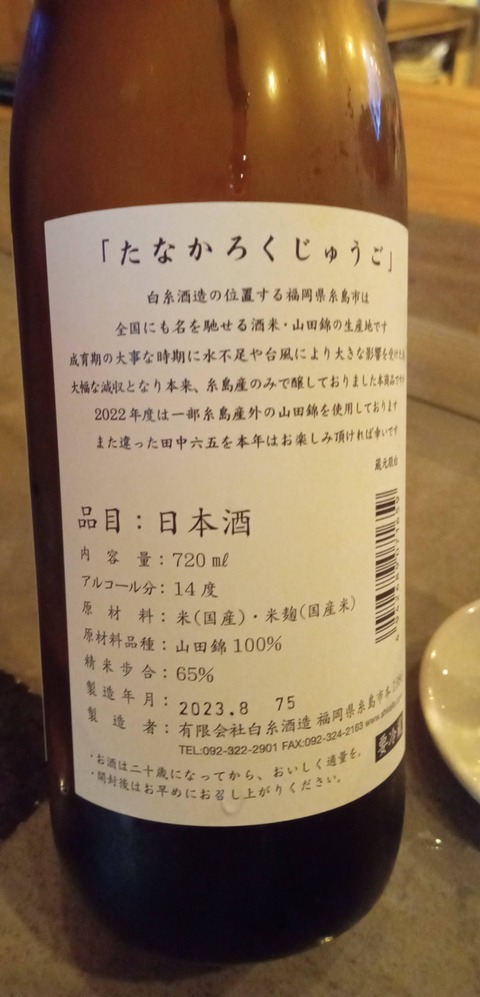 「たなかろくじゅうご」
白糸酒造の位置する福岡県糸島市は
全国にも名を馳せる酒米・山田錦の生産地です
成育期の大事な時期に水不足や台風により大きな影響を受け
大幅な減収となり本来、糸島産のみで醸しておりました本商品ですが
2022年度は一部糸島産外の山田錦を使用しております
また違った田中六五を本年はお楽しみ頂ければ幸いです
蔵元敬白
品目：日本酒
内容量：720㎖
アルコール分：14度
原材料：米(国産)・米麹(国産米)
原材料品種：山田錦100%
精米歩合：65%
製造年月：2023.8 75
製造者：有限会社白糸酒造 福岡県糸島市本
TEL:092-322-2901 FAX:092-324-2163
要冷蔵
・お酒は二十歳になってから、おいしく適量を。
・開封後はお早めにお召し上がりください。